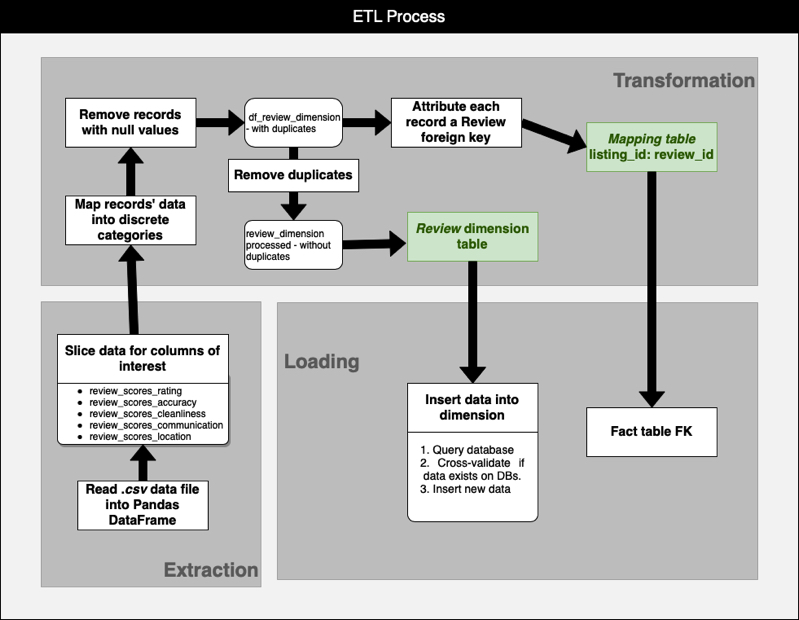 ETL Process
Transformation
Remove records
with null values
df_review_dimension
- with duplicates
Attribute each
record a Review
foreign key
Mapping table
listing_id: review_id
Remove duplicates
Map records' data
into discrete
categories
review_dimension
processed - without
duplicates
Review dimension
table
Slice data for columns of
interest
• review_scores_rating
• review_scores_accuracy
• review_scores_cleanliness
• review_scores_communication
• review_scores_location
Read .csv data file
into Pandas
DataFrame
Extraction
Loading
Insert data into
dimension
1. Query database
2. Cross-validate if
data exists on DBs.
3. Insert new data
Fact table FK